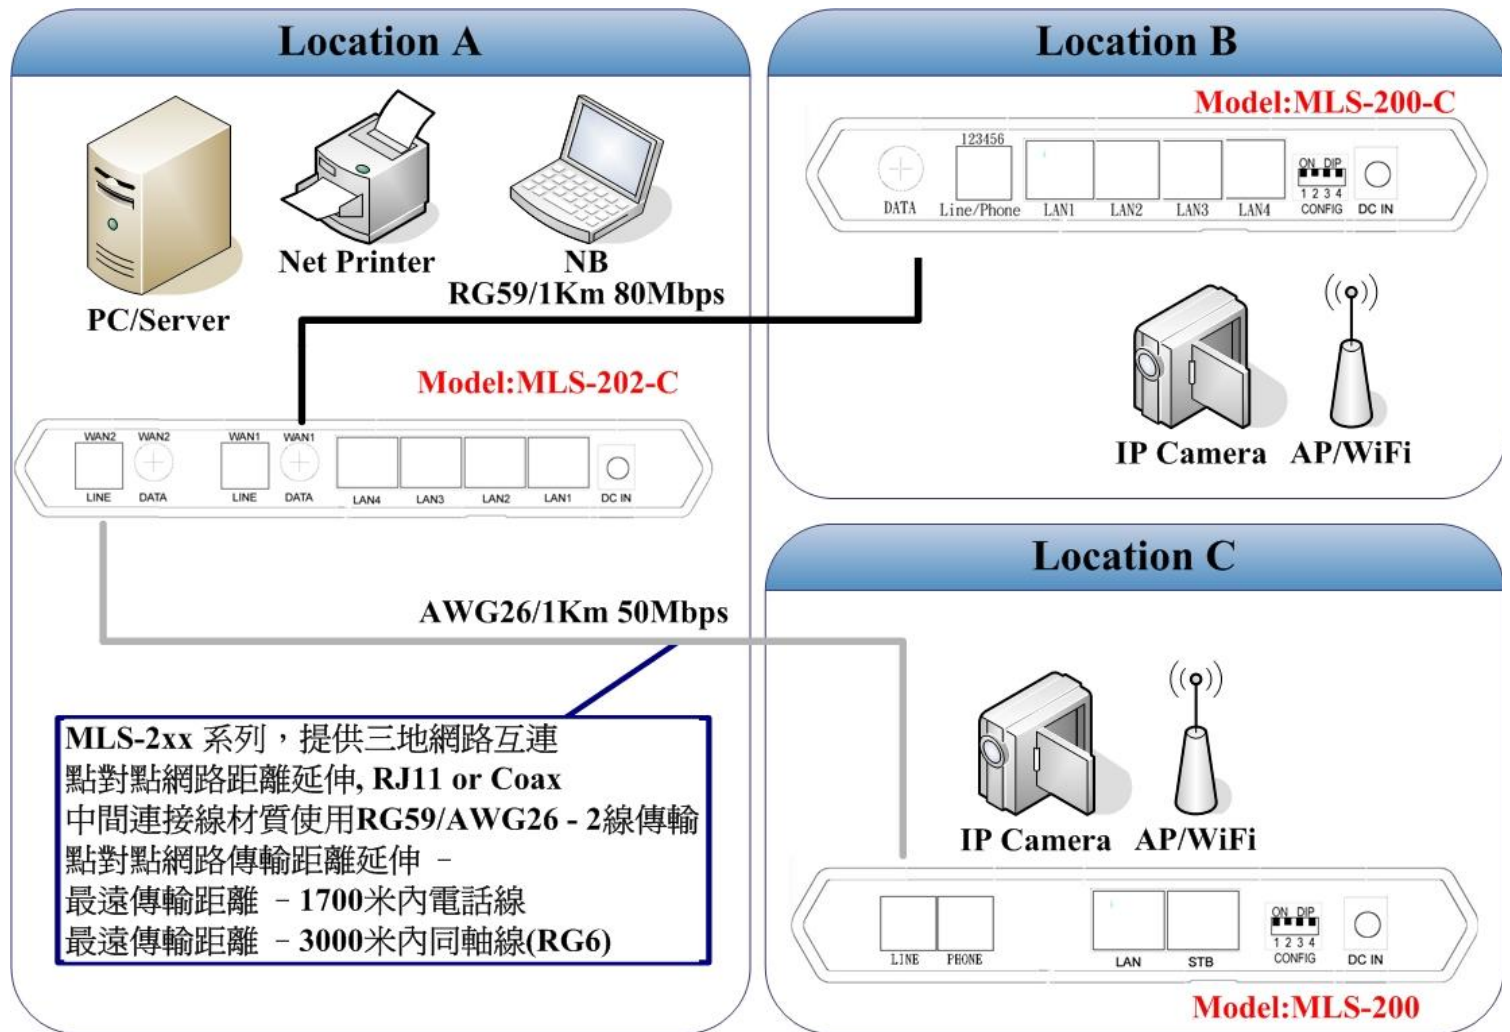 Location A
PC/Server
Net Printer
NB
RG59/1Km 80Mbps
Model:MLS-202-C
WAN2 WAN2 WAN1 WAN1
LINE DATA LINE DATA LAN4 LAN3 LAN2 LAN1 DC IN
AWG26/1Km 50Mbps
MLS-2xx 系列，提供三地網路互連
點對點網路距離延伸, RJ11 or Coax
中間連接線材質使用RG59/AWG26 - 2線傳輸
點對點網路傳輸距離延伸 –
最遠傳輸距離 – 1700米內電話線
最遠傳輸距離 – 3000米內同軸線(RG6)
Location B
Model:MLS-200-C
123456
ON DIP
1 2 3 4
DATA Line/Phone LAN1 LAN2 LAN3 LAN4 CONFIG DC IN
IP Camera AP/WiFi
Location C
IP Camera AP/WiFi
ON DIP
1 2 3 4
LINE PHONE LAN STB CONFIG DC IN
Model:MLS-200